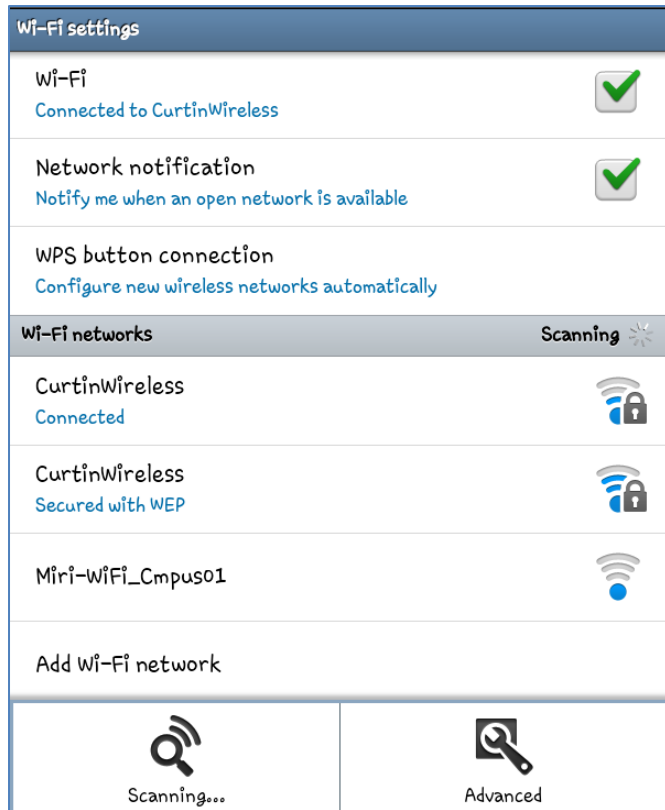 Wi-Fi settings
Wi-Fi
Connected to CurtinWireless
Network notification
Notify me when an open network is available
WPS button connection
Configure new wireless networks automatically
Wi-Fi networks Scanning
CurtinWireless
Connected
CurtinWireless
Secured with WEP
Miri-WiFi_Cmpus01
Add Wi-Fi network
Scanning... Advanced